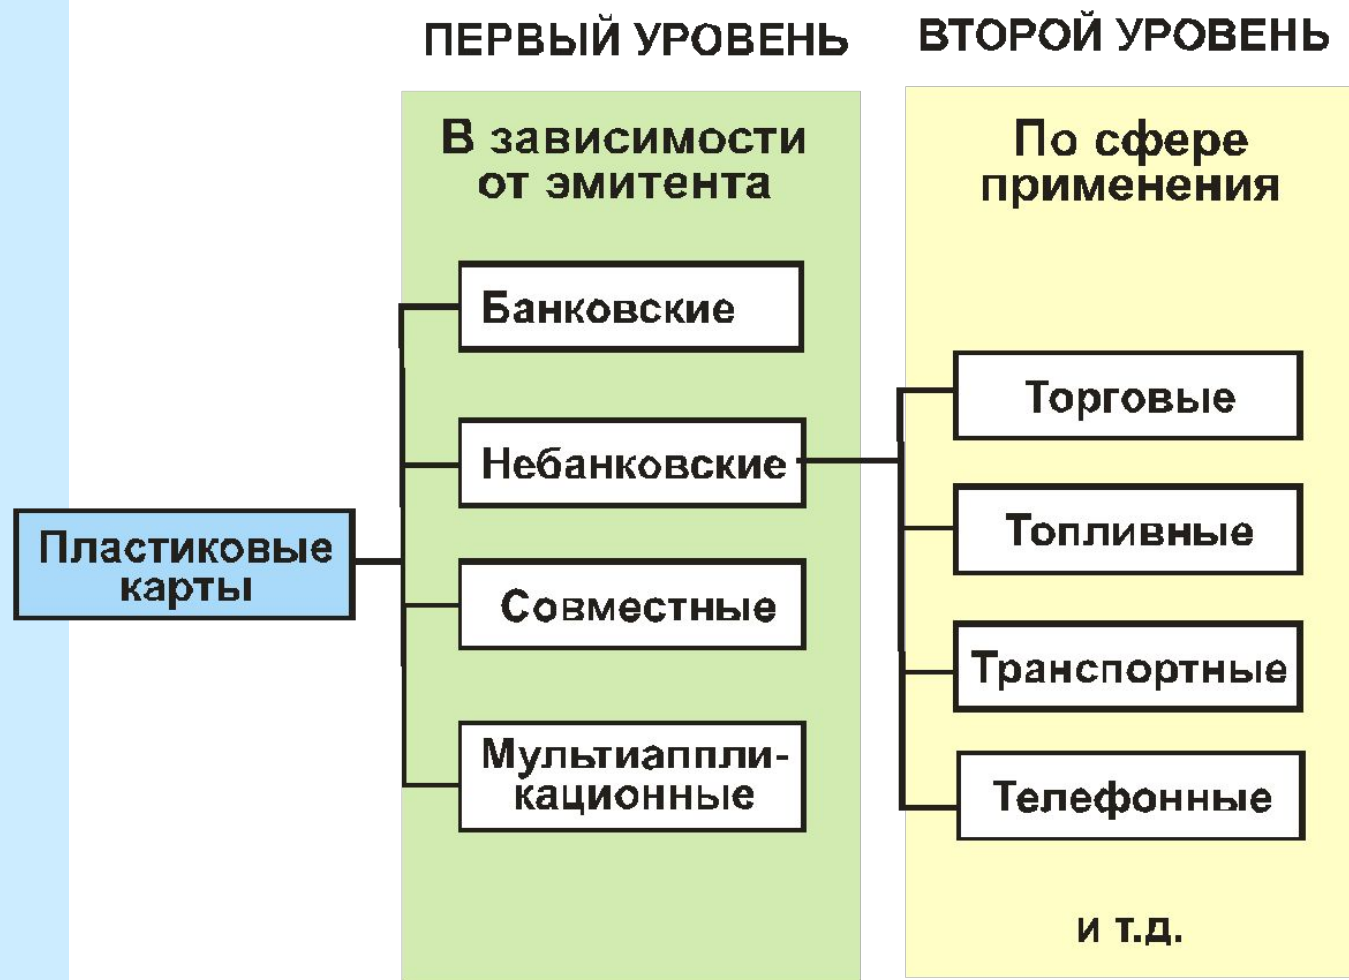 ПЕРВЫЙ УРОВЕНЬ
ВТОРОЙ УРОВЕНЬ
В зависимости
от эмитента
По сфере
применения
Пластиковые
карты
Банковские
Небанковские
Совместные
Мультиаппли-
кационные
Торговые
Топливные
Транспортные
Телефонные
и т.д.